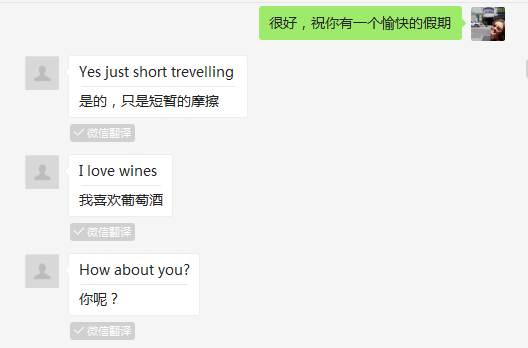 很好，祝你有一个愉快的假期
Yes just short trevelling
是的，只是短暂的摩擦
微信翻译
I love wines
我喜欢葡萄酒
微信翻译
How about you?
你呢？
微信翻译